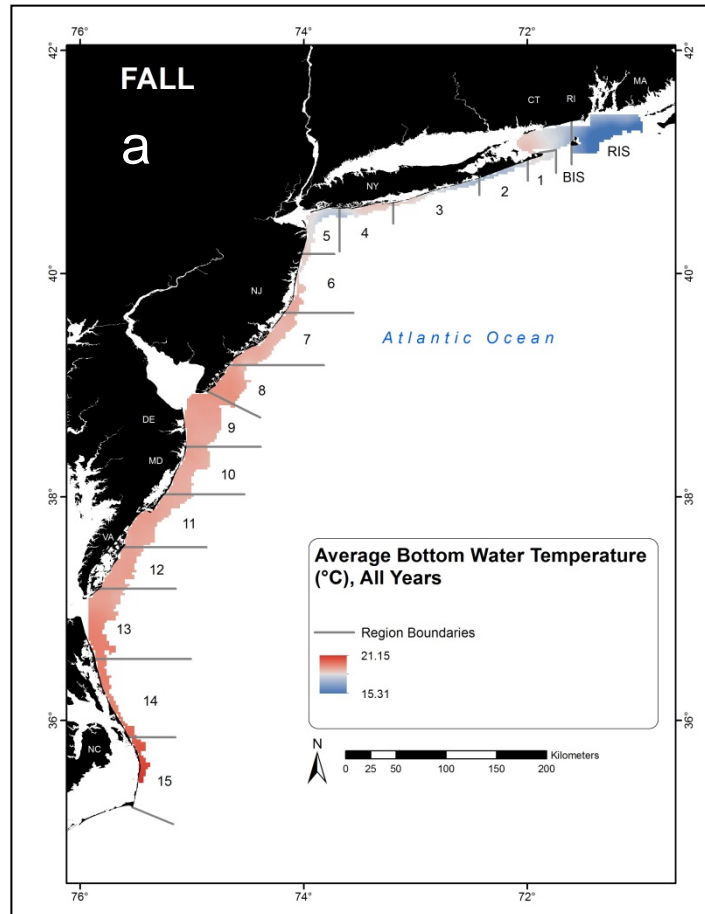 76°
74°
72°
42°
42°
FALL
a
MA
CT
RI
RIS
BIS
1
2
NY
3
4
5
40°
40°
6
NJ
7
Atlantic Ocean
8
DE
9
MD
10
38°
38°
11
VA
12
13
14
36°
36°
NC
15
Average Bottom Water Temperature
(°C), All Years
Region Boundaries
21.15
15.31
N
Kilometers
0 25 50 100 150 200
76°
74°
72°